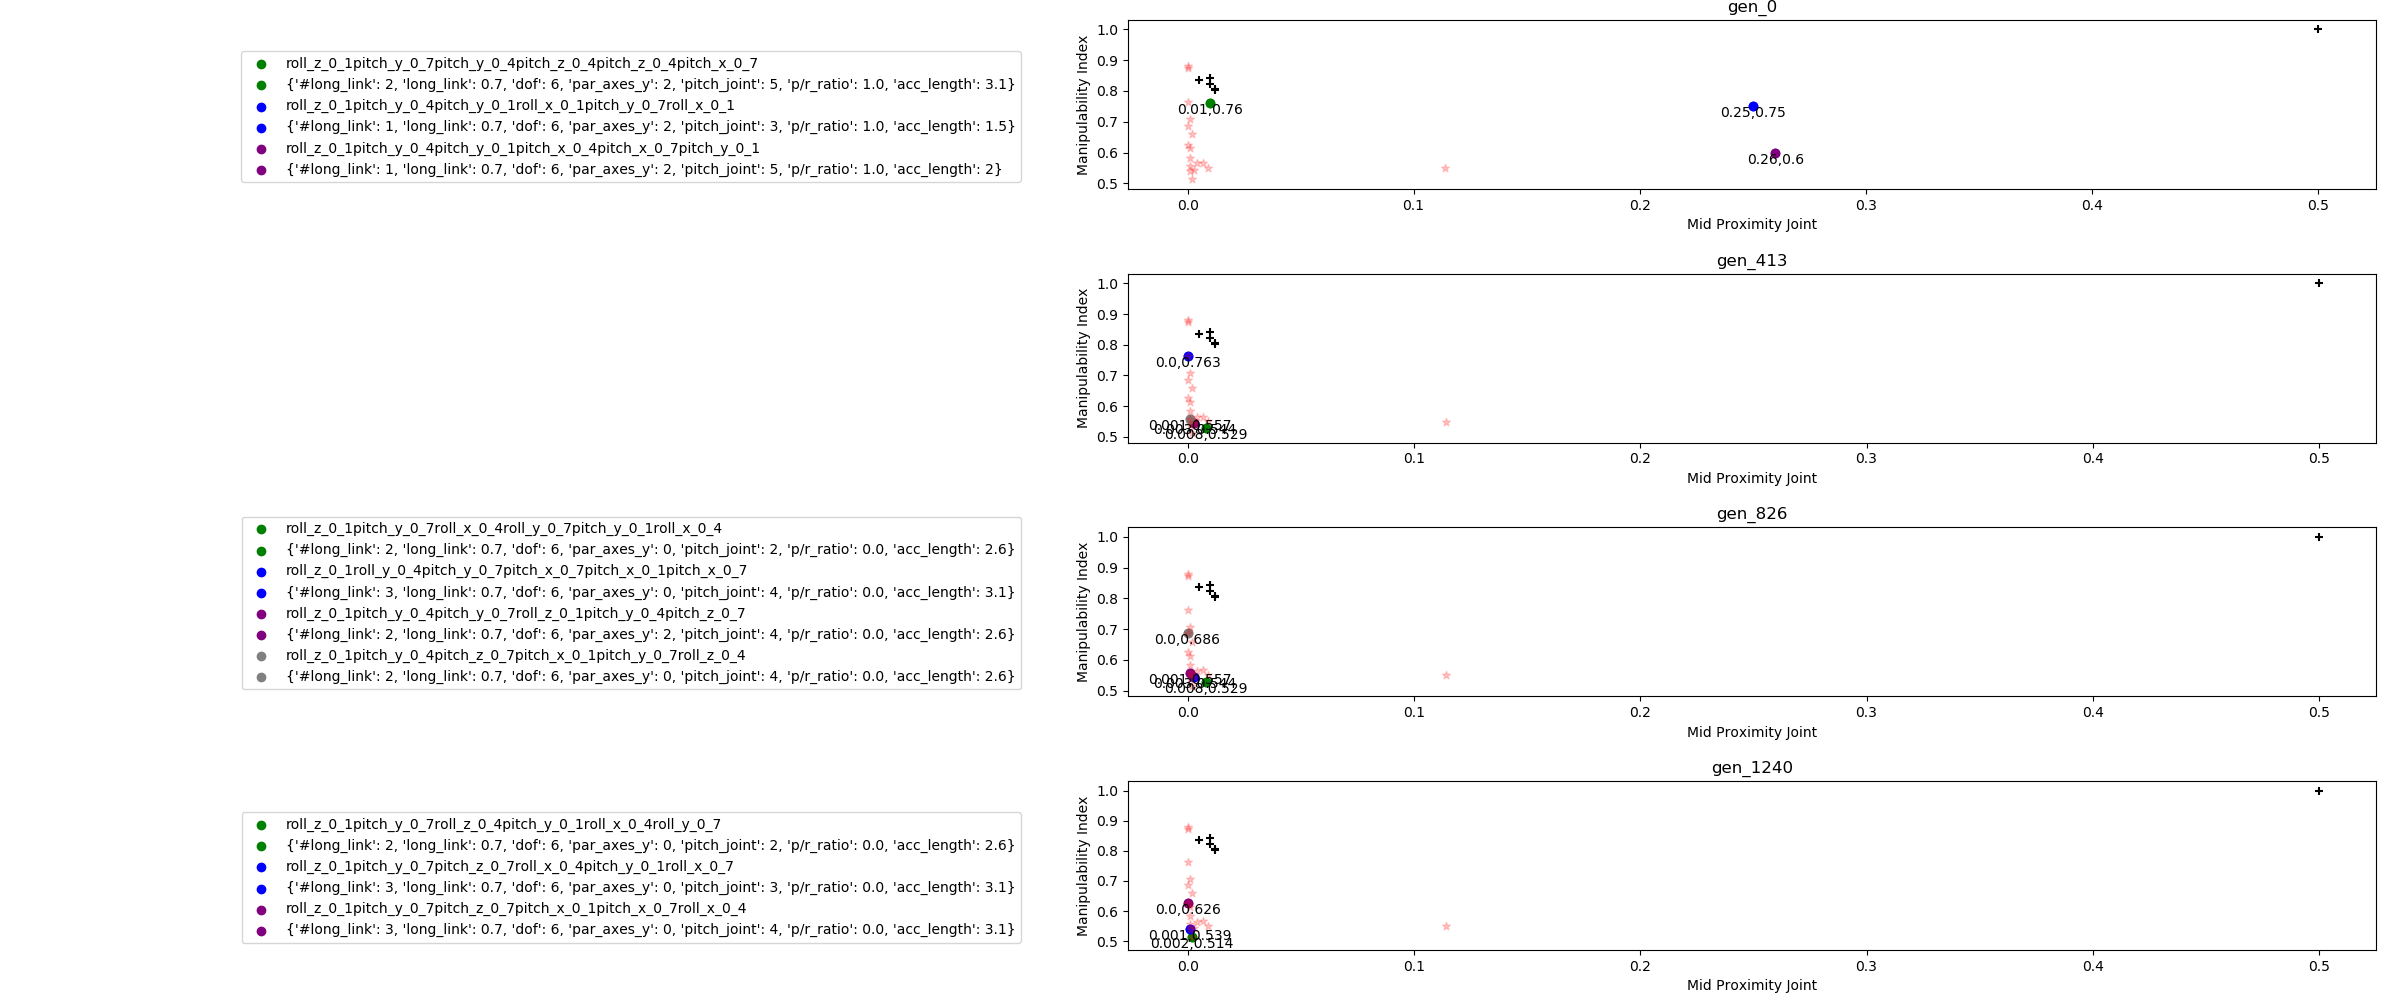 gen_0
roll_z_0_1pitch_y_0_7pitch_y_0_4pitch_z_0_4pitch_z_0_4pitch_x_0_7
{'#long_link': 2, 'long_link': 0.7, 'dof': 6, 'par_axes_y': 2, 'pitch_joint': 5, 'p/r_ratio': 1.0, 'acc_length': 3.1}
roll_z_0_1pitch_y_0_4pitch_y_0_1roll_x_0_1pitch_y_0_7roll_x_0_1
{'#long_link': 1, 'long_link': 0.7, 'dof': 6, 'par_axes_y': 2, 'pitch_joint': 3, 'p/r_ratio': 1.0, 'acc_length': 1.5}
roll_z_0_1pitch_y_0_4pitch_y_0_1pitch_x_0_4pitch_x_0_7pitch_y_0_1
{'#long_link': 1, 'long_link': 0.7, 'dof': 6, 'par_axes_y': 2, 'pitch_joint': 5, 'p/r_ratio': 1.0, 'acc_length': 2}
Manipulability Index
1.0
0.9
0.8
0.7
0.6
0.5
0.01,0.76
0.25,0.75
0.26,0.6
0.0 0.1 0.2 0.3 0.4 0.5
Mid Proximity Joint
gen_413
Manipulability Index
1.0
0.9
0.8
0.7
0.6
0.5
0.0,0.763
0.001,0.557
0.003,0.544
0.008,0.529
0.0 0.1 0.2 0.3 0.4 0.5
Mid Proximity Joint
gen_826
roll_z_0_1pitch_y_0_7roll_x_0_4roll_y_0_7pitch_y_0_1roll_x_0_4
{'#long_link': 2, 'long_link': 0.7, 'dof': 6, 'par_axes_y': 0, 'pitch_joint': 2, 'p/r_ratio': 0.0, 'acc_length': 2.6}
roll_z_0_1roll_y_0_4pitch_y_0_7pitch_x_0_7pitch_x_0_1pitch_x_0_7
{'#long_link': 3, 'long_link': 0.7, 'dof': 6, 'par_axes_y': 0, 'pitch_joint': 4, 'p/r_ratio': 0.0, 'acc_length': 3.1}
roll_z_0_1pitch_y_0_4pitch_y_0_7roll_z_0_1pitch_y_0_4pitch_z_0_7
{'#long_link': 2, 'long_link': 0.7, 'dof': 6, 'par_axes_y': 2, 'pitch_joint': 4, 'p/r_ratio': 0.0, 'acc_length': 2.6}
roll_z_0_1pitch_y_0_4pitch_z_0_7pitch_x_0_1pitch_y_0_7roll_z_0_4
{'#long_link': 2, 'long_link': 0.7, 'dof': 6, 'par_axes_y': 0, 'pitch_joint': 4, 'p/r_ratio': 0.0, 'acc_length': 2.6}
Manipulability Index
1.0
0.9
0.8
0.7
0.6
0.5
0.0,0.686
0.001,0.557
0.003,0.544
0.008,0.529
0.0 0.1 0.2 0.3 0.4 0.5
Mid Proximity Joint
gen_1240
roll_z_0_1pitch_y_0_7roll_z_0_4pitch_y_0_1roll_x_0_4roll_y_0_7
{'#long_link': 2, 'long_link': 0.7, 'dof': 6, 'par_axes_y': 0, 'pitch_joint': 2, 'p/r_ratio': 0.0, 'acc_length': 2.6}
roll_z_0_1pitch_y_0_7pitch_z_0_7roll_x_0_4pitch_y_0_1roll_x_0_7
{'#long_link': 3, 'long_link': 0.7, 'dof': 6, 'par_axes_y': 0, 'pitch_joint': 3, 'p/r_ratio': 0.0, 'acc_length': 3.1}
roll_z_0_1pitch_y_0_7pitch_z_0_7pitch_x_0_1pitch_x_0_7roll_x_0_4
{'#long_link': 3, 'long_link': 0.7, 'dof': 6, 'par_axes_y': 0, 'pitch_joint': 4, 'p/r_ratio': 0.0, 'acc_length': 3.1}
Manipulability Index
1.0
0.9
0.8
0.7
0.6
0.5
0.0,0.626
0.001,0.539
0.002,0.514
0.0 0.1 0.2 0.3 0.4 0.5
Mid Proximity Joint